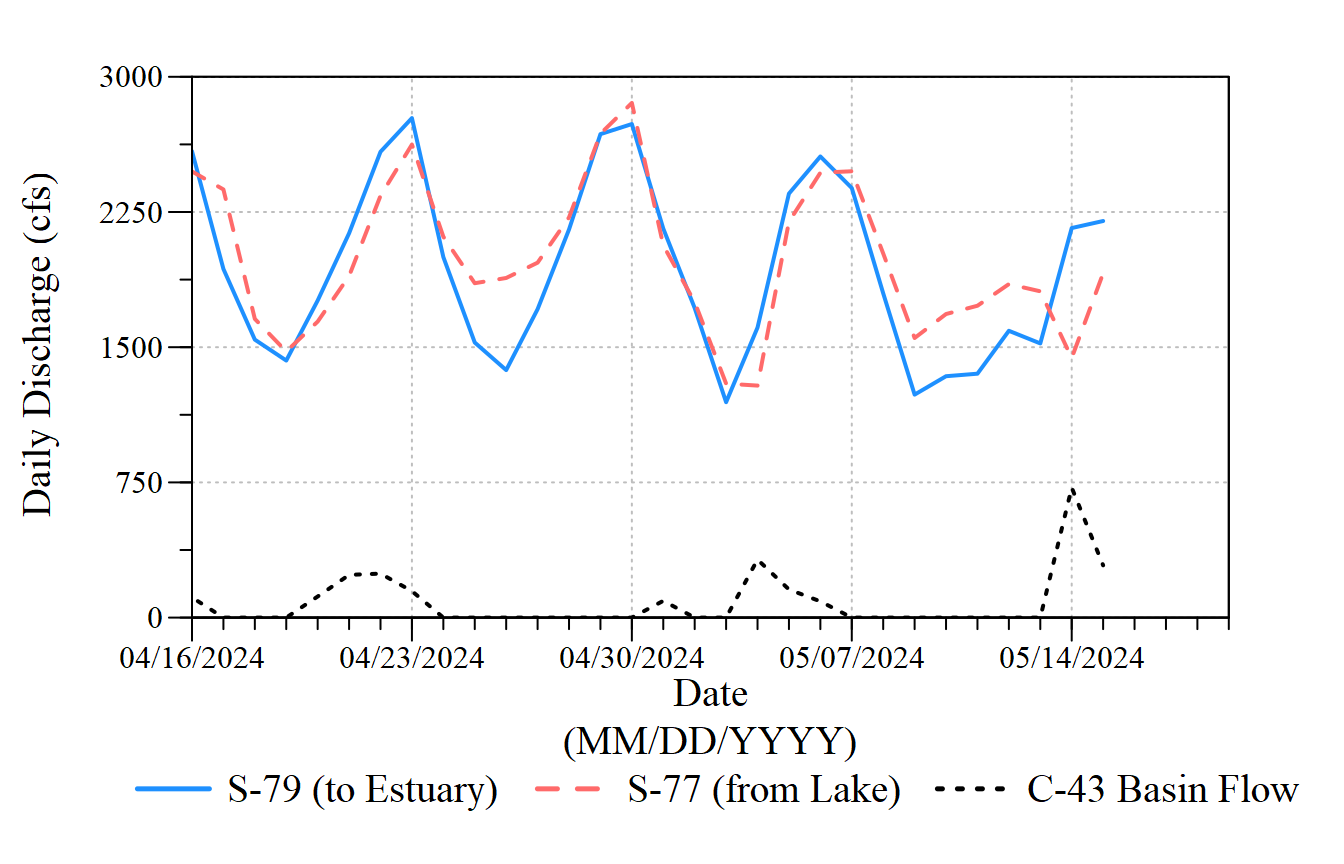 3000
2250
1500
750
0
Daily Discharge (cfs)
04/16/2024 04/23/2024 04/30/2024 05/07/2024 05/14/2024
Date
(MM/DD/YYYY)
S-79 (to Estuary) S-77 (from Lake) C-43 Basin Flow